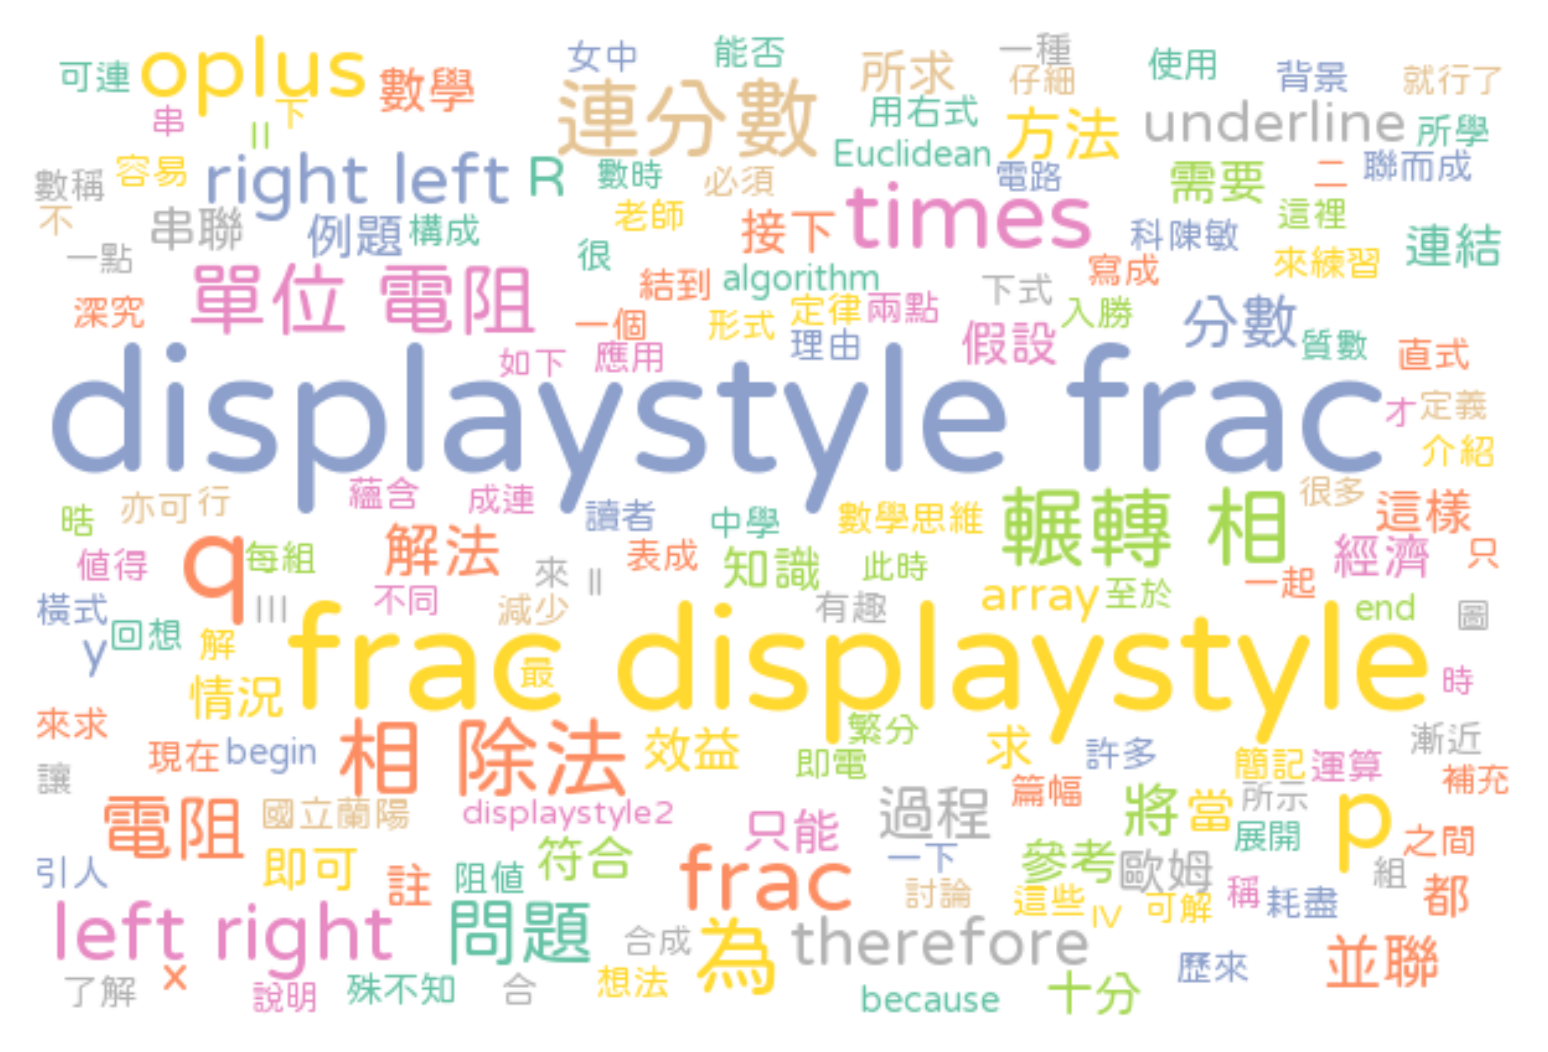 可連 oplus 數學 女中 能否 所求 一種 仔細 使用 背景 就行了
串 II 下 連分數 用右式 方法 underline 所學
數稱 容易 right left R 數時 必須 Euclidean 電路 需要 二 聯而成
不 串聯 例題 構成 老師 接下 times 科陳敏 這裡 連結
一點 單位 電阻 很 結到 algorithm 下式 寫成 來練習
深究 一個 形式 定律 兩點 假設 入勝 分數 質數 直式
如下 應用 理由
displaystyle frac 才 定義
介紹
晧 亦可 行 蘊含 成連 讀者 中學 數學思維 輾轉 相 很多 這樣
值得 q 每組 解法 來 II 表成 知識 此時 經濟 只
橫式 III 不同 減少 有趣 array 至於 一起 end 圖
y 回想 解 frac displaystyle
情況 最 時
來求 現在 begin 相 除法 效益 繁分 求 許多 漸近
讓 即電 簡記 運算 補充
電阻 國立蘭陽 displaystyle2 只能 過程 篇幅 將 當 所示 p 之間
引人 即可 註 阻值 符合 frac 一下 參考 歐姆 展開 組
left right 問題 討論 這些 IV 可解 稱 耗盡 都
合成 為 therefore 並聯
了解 x 說明 殊不知 合 想法 because 十分 歷來